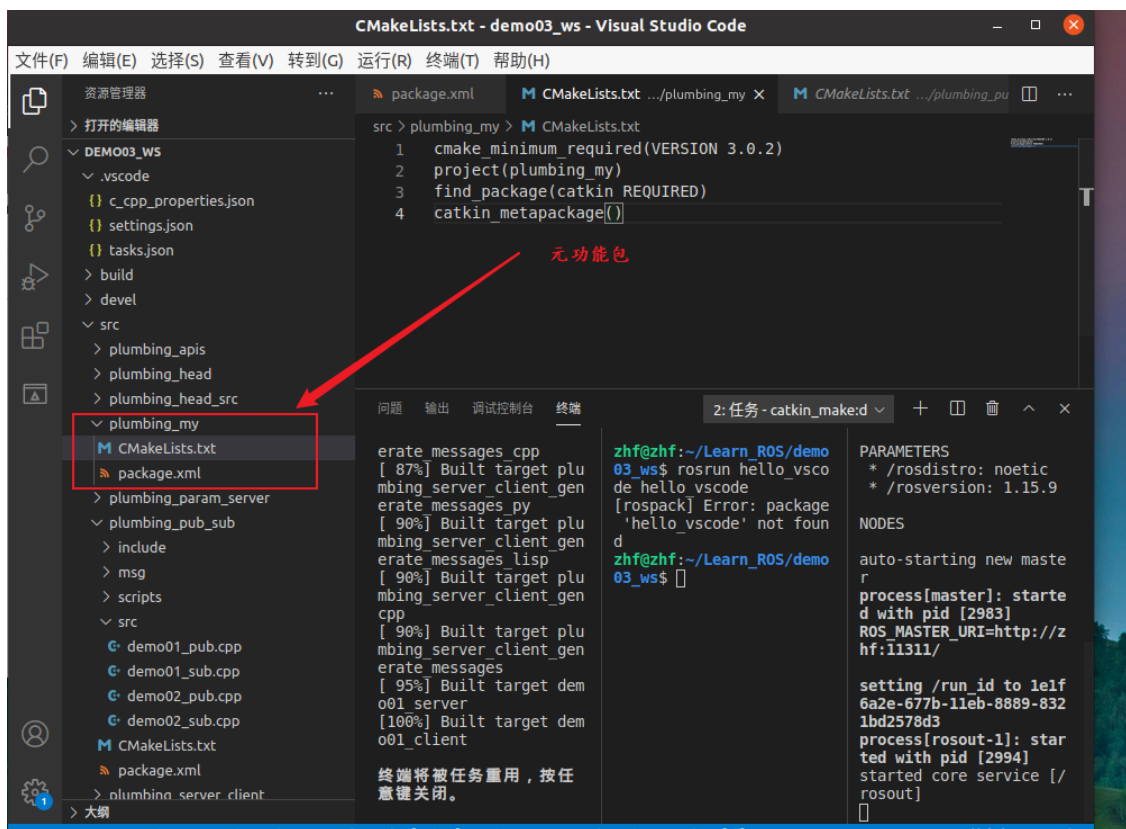 CMakeLists.txt - demo03_ws - Visual Studio Code
文件(F) 编辑(E) 选择(S) 查看(V) 转到(G) 运行(R) 终端(T) 帮助(H)
资源管理器
打开的编辑器
DEMO03_WS
.vscode
{} c_cpp_properties.json
{} settings.json
{} tasks.json
build
devel
src
plumbing_apis
plumbing_head
plumbing_head_src
plumbing_my
CMakeLists.txt
package.xml
plumbing_param_server
plumbing_pub_sub
include
msg
scripts
src
demo01_pub.cpp
demo01_sub.cpp
demo02_pub.cpp
demo02_sub.cpp
CMakeLists.txt
package.xml
plumbing_server_client
大纲
1
package.xml CMakeLists.txt .../plumbing_my CMakeLists.txt .../plumbing_pu
src > plumbing_my > CMakeLists.txt
1 cmake_minimum_required(VERSION 3.0.2)
2 project(plumbing_my)
3 find_package(catkin REQUIRED)
4 catkin_metapackage()
元功能包
问题 输出 调试控制台 终端 2: 任务 - catkin_make:d
erate_messages_cpp
[ 87%] Built target plu
mbing_server_client_gen
erate_messages_py
[ 90%] Built target plu
mbing_server_client_gen
erate_messages_lisp
[ 90%] Built target plu
mbing_server_client_gen
cpp
[ 90%] Built target plu
mbing_server_client_gen
erate_messages
[ 95%] Built target dem
o01_server
[100%] Built target dem
o01_client
终端将被任务重用，按任
意键关闭。
zhf@zhf:~/Learn_ROS/demo
03_ws$ rosrun hello_vsco
de hello_vscode
[rospack] Error: package
'hello_vscode' not foun
d
zhf@zhf:~/Learn_ROS/demo
03_ws$
PARAMETERS
* /rosdistro: noetic
* /rosversion: 1.15.9
NODES
auto-starting new maste
r
process[master]: starte
d with pid [2983]
ROS_MASTER_URI=http://z
hf:11311/
setting /run_id to 1e1f
6a2e-677b-11eb-8889-832
1bd2578d3
process[rosout-1]: star
ted with pid [2994]
started core service [/
rosout]